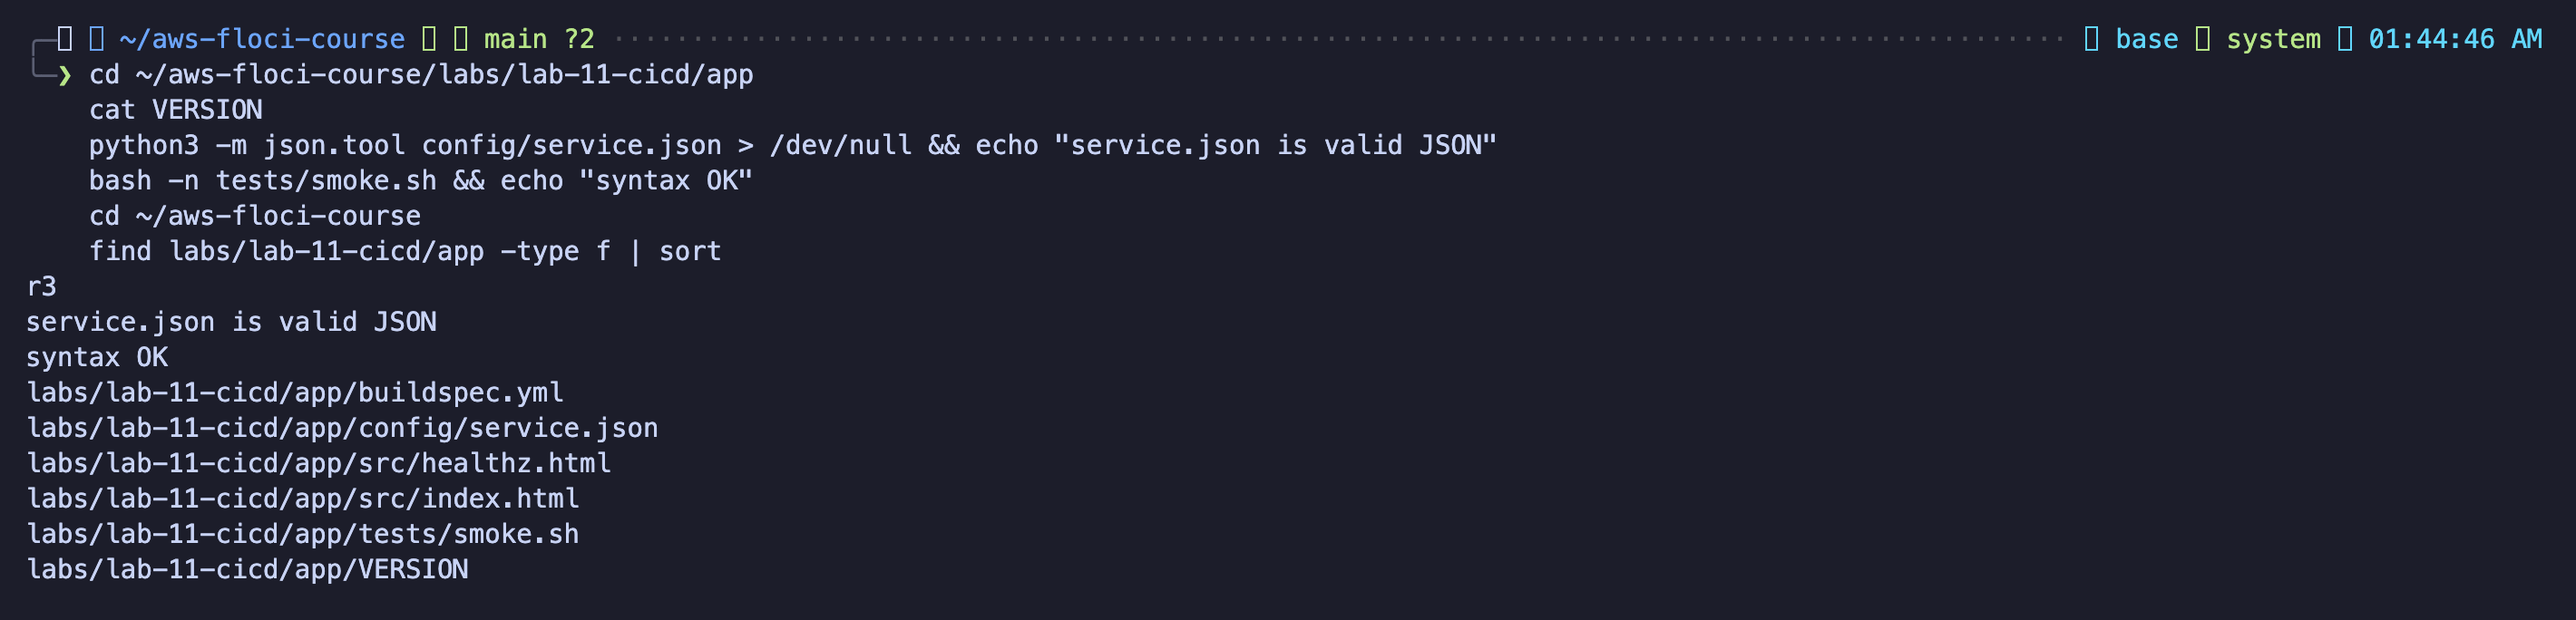 ~/aws-floci-course main ?2 base system 01:44:46 AM
❯ cd ~/aws-floci-course/labs/lab-11-cicd/app
cat VERSION
python3 -m json.tool config/service.json > /dev/null && echo "service.json is valid JSON"
bash -n tests/smoke.sh && echo "syntax OK"
cd ~/aws-floci-course
find labs/lab-11-cicd/app -type f | sort
r3
service.json is valid JSON
syntax OK
labs/lab-11-cicd/app/buildspec.yml
labs/lab-11-cicd/app/config/service.json
labs/lab-11-cicd/app/src/healthz.html
labs/lab-11-cicd/app/src/index.html
labs/lab-11-cicd/app/tests/smoke.sh
labs/lab-11-cicd/app/VERSION